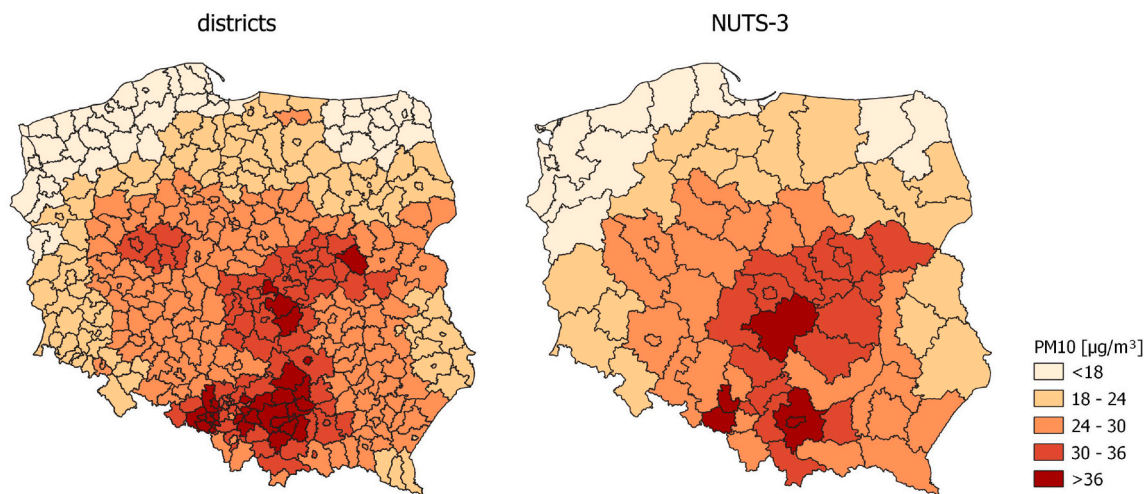 districts
NUTS-3
PM10 [µg/m³]
<18
18 - 24
24 - 30
30 - 36
>36